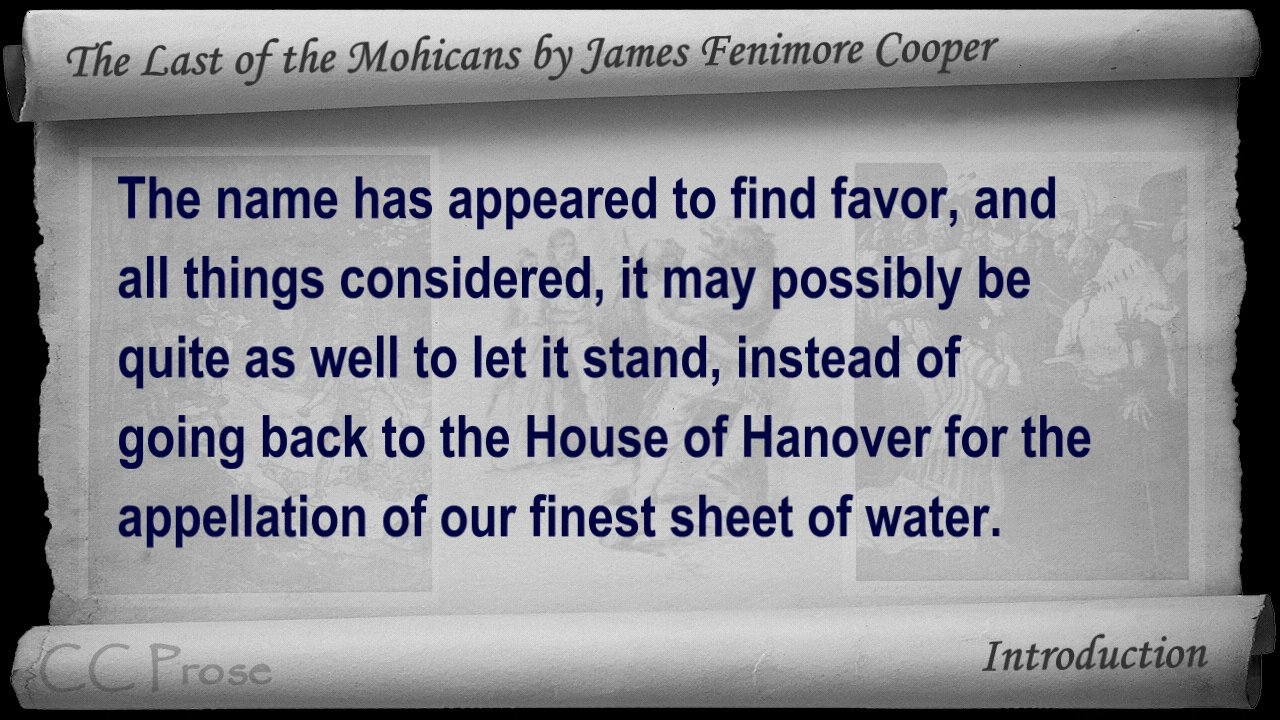 The Last of the Mohicans by James Fenimore Cooper
The name has appeared to find favor, and
all things considered, it may possibly be
quite as well to let it stand, instead of
going back to the House of Hanover for the
appellation of our finest sheet of water.
CC Prose
Introduction